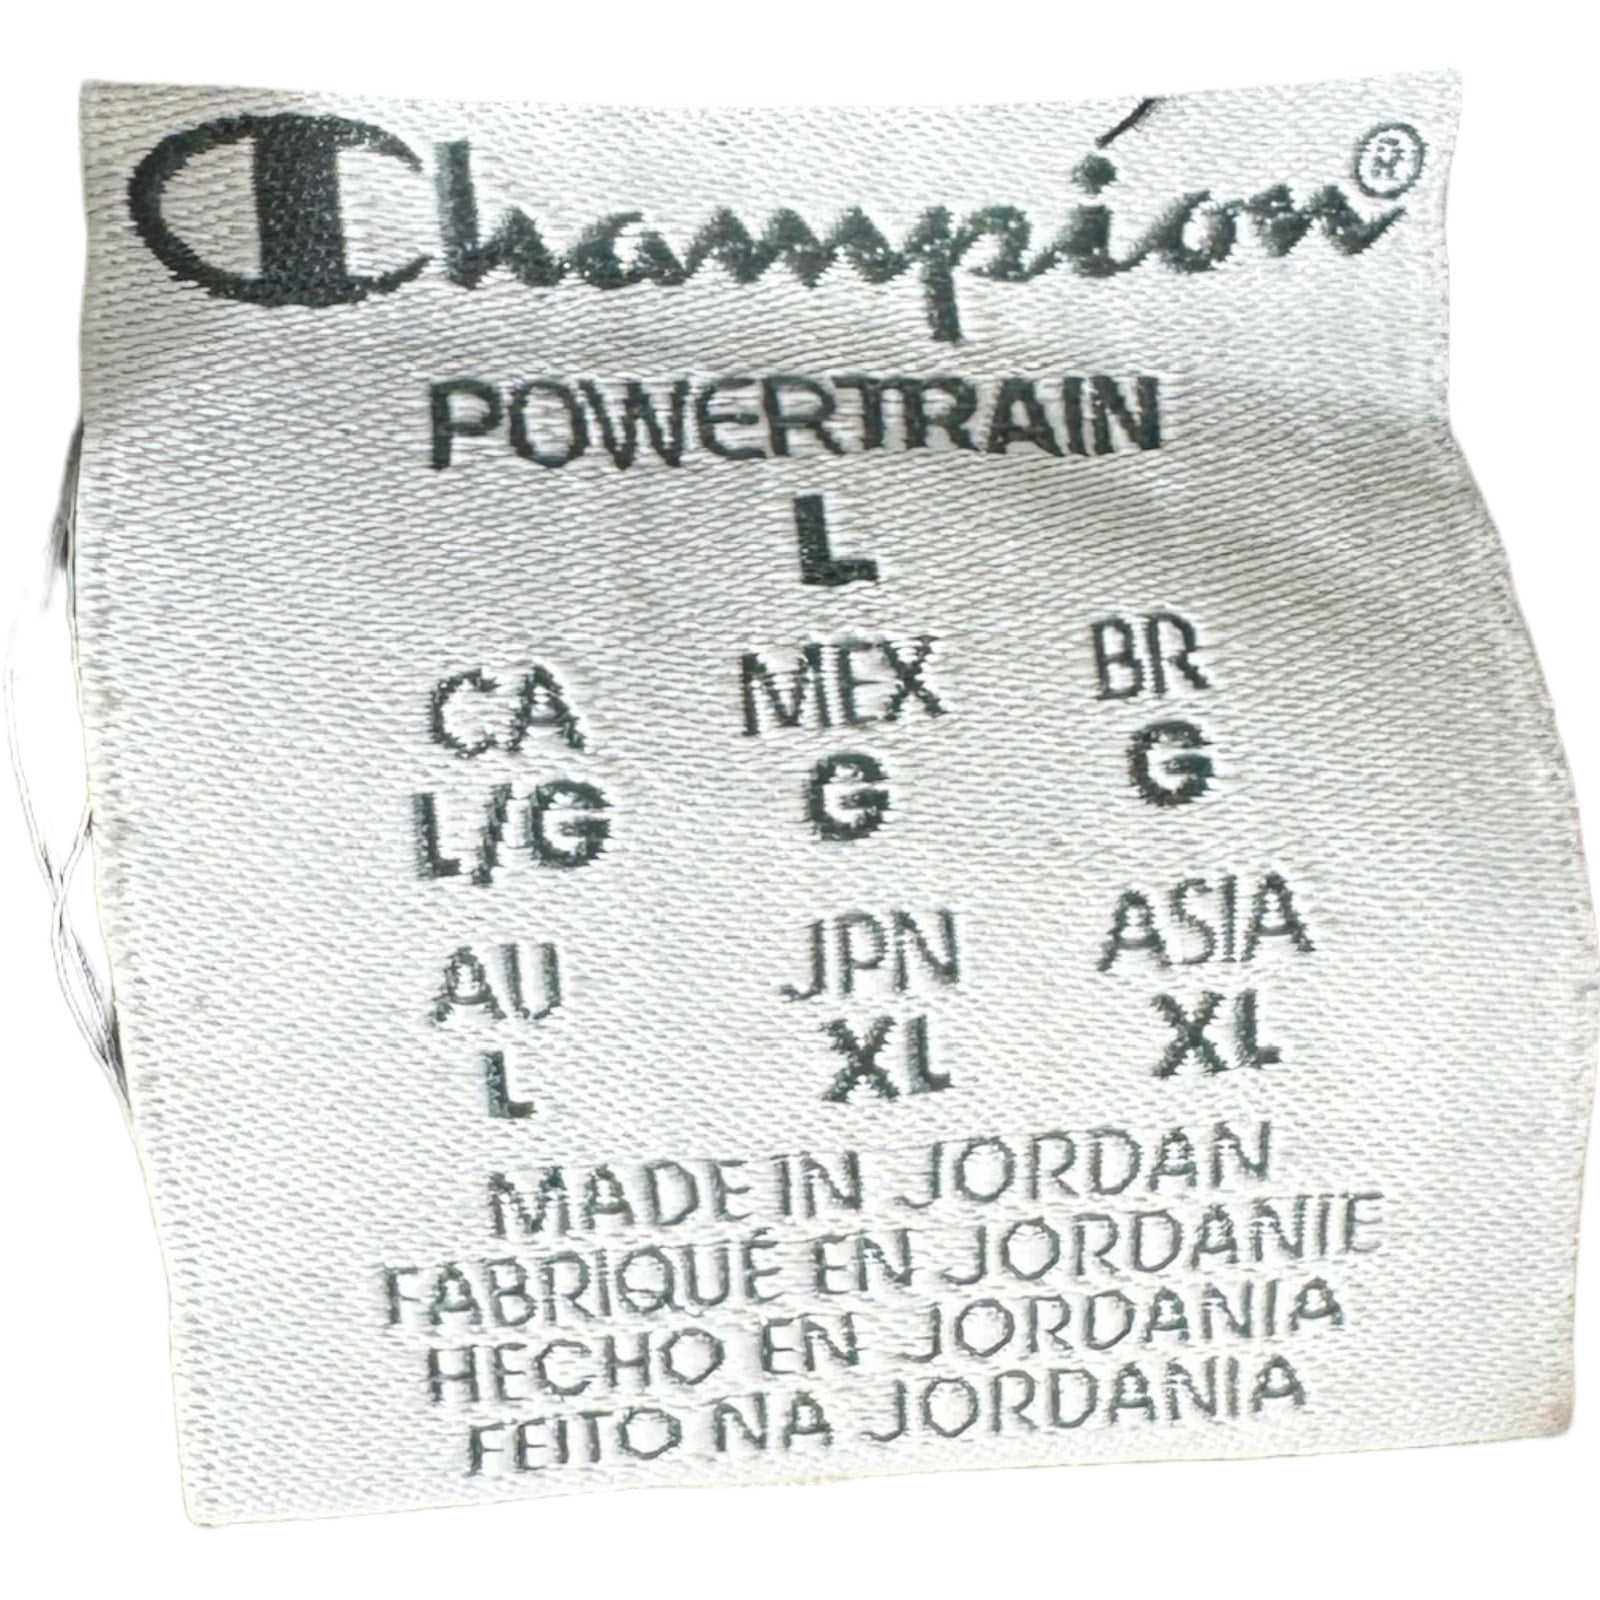 Champion®
POWERTRAIN
L
CA MEX BR
L/G G G
AU JPN ASIA
L XL XL
MADE IN JORDAN
FABRIQUÉ EN JORDANIE
HECHO EN JORDANIA
FEITO NA JORDANIA